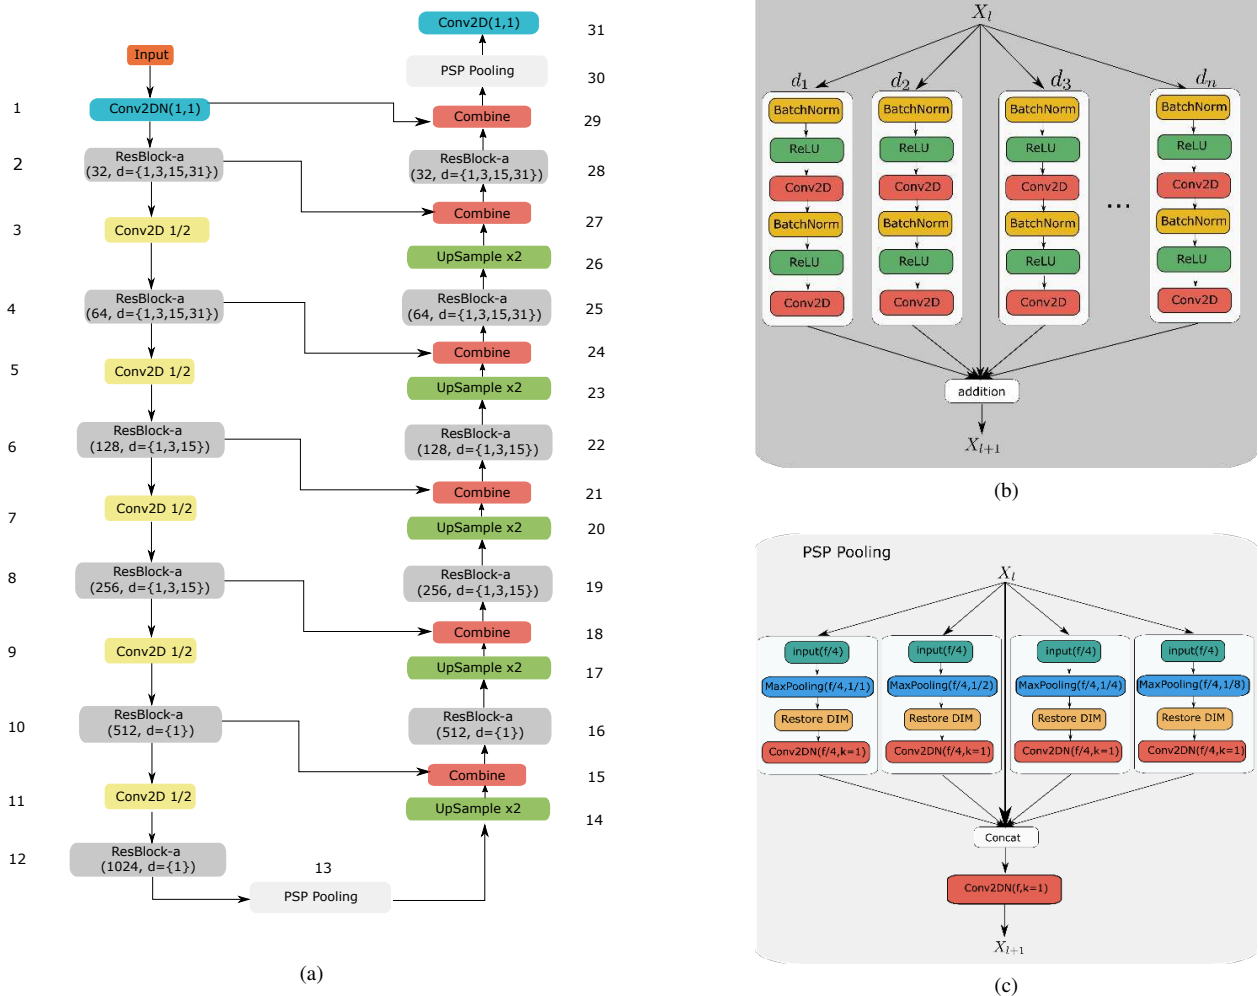 Input
1
Conv2DN(1,1)
2
ResBlock-a
(32, d={1,3,15,31})
3
Conv2D 1/2
4
ResBlock-a
(64, d={1,3,15,31})
5
Conv2D 1/2
6
ResBlock-a
(128, d={1,3,15})
7
Conv2D 1/2
8
ResBlock-a
(256, d={1,3,15})
9
Conv2D 1/2
10
ResBlock-a
(512, d={1})
11
Conv2D 1/2
12
ResBlock-a
(1024, d={1})
13
PSP Pooling
Conv2D(1,1)
31
PSP Pooling
30
Combine
29
ResBlock-a
(32, d={1,3,15,31})
28
Combine
27
UpSample x2
26
ResBlock-a
(64, d={1,3,15,31})
25
Combine
24
UpSample x2
23
ResBlock-a
(128, d={1,3,15})
22
Combine
21
UpSample x2
20
ResBlock-a
(256, d={1,3,15})
19
Combine
18
UpSample x2
17
ResBlock-a
(512, d={1})
16
Combine
15
UpSample x2
14
(a)
X_l
d_1 d_2 d_3 d_n
BatchNorm BatchNorm BatchNorm BatchNorm
ReLU ReLU ReLU ReLU
Conv2D Conv2D Conv2D Conv2D
BatchNorm BatchNorm BatchNorm ... BatchNorm
ReLU ReLU ReLU ReLU
Conv2D Conv2D Conv2D Conv2D
addition
X_{l+1}
(b)
PSP Pooling
X_l
input(f/4) input(f/4) input(f/4) input(f/4)
MaxPooling(f/4,1/1) MaxPooling(f/4,1/2) MaxPooling(f/4,1/4) MaxPooling(f/4,1/8)
Restore DIM Restore DIM Restore DIM Restore DIM
Conv2DN(f/4,k=1) Conv2DN(f/4,k=1) Conv2DN(f/4,k=1) Conv2DN(f/4,k=1)
Concat
Conv2DN(f,k=1)
X_{l+1}
(c)